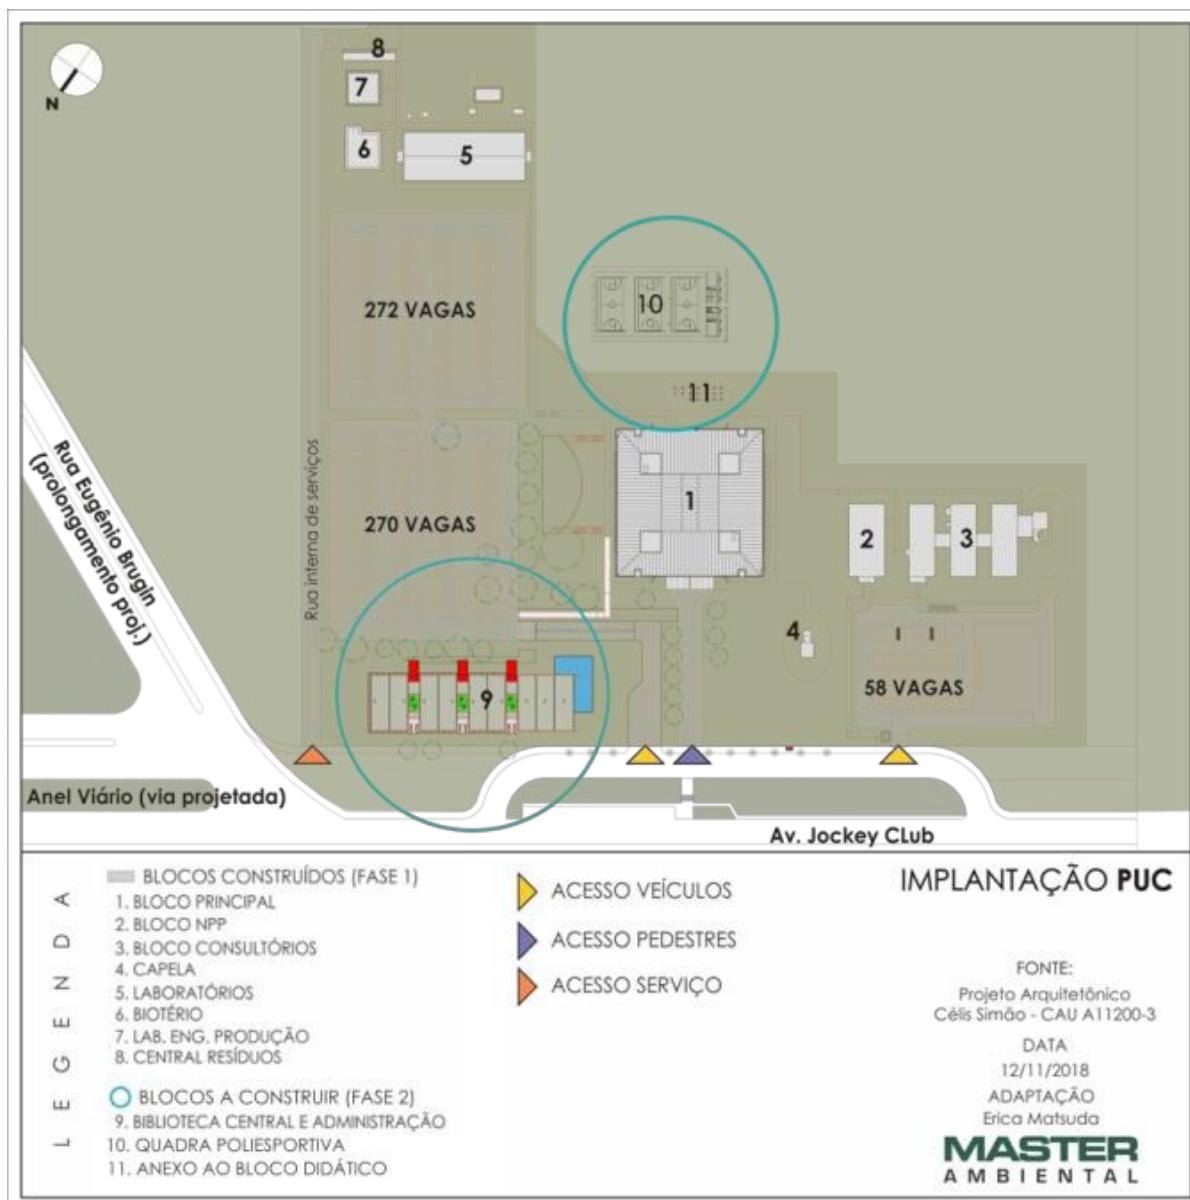 N
8
7
6
5
272 VAGAS
10
11
Rua Eugênio Brugin
(prolongamento proj.)
Rua interna de serviços
270 VAGAS
1
2
3
4
58 VAGAS
9
Anel Viário (via projetada)
Av. Jockey CLub
LEGENDA
BLOCOS CONSTRUÍDOS (FASE 1)
1. BLOCO PRINCIPAL
2. BLOCO NPP
3. BLOCO CONSULTÓRIOS
4. CAPELA
5. LABORATÓRIOS
6. BIOTÉRIO
7. LAB. ENG. PRODUÇÃO
8. CENTRAL RESÍDUOS
BLOCOS A CONSTRUIR (FASE 2)
9. BIBLIOTECA CENTRAL E ADMINISTRAÇÃO
10. QUADRA POLIESPORTIVA
11. ANEXO AO BLOCO DIDÁTICO
ACESSO VEÍCULOS
ACESSO PEDESTRES
ACESSO SERVIÇO
IMPLANTAÇÃO PUC
FONTE:
Projeto Arquitetônico
Célis Simão - CAU A11200-3
DATA
12/11/2018
ADAPTAÇÃO
Erica Matsuda
MASTER
AMBIENTAL